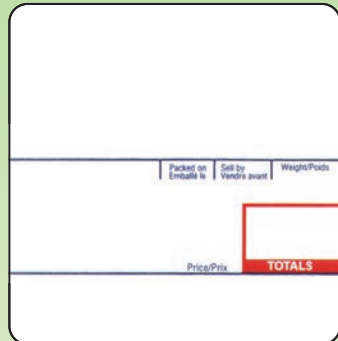 Packed on Sell by Weight/Poids
Emballé le Vendre avant
Price/Prix TOTALS